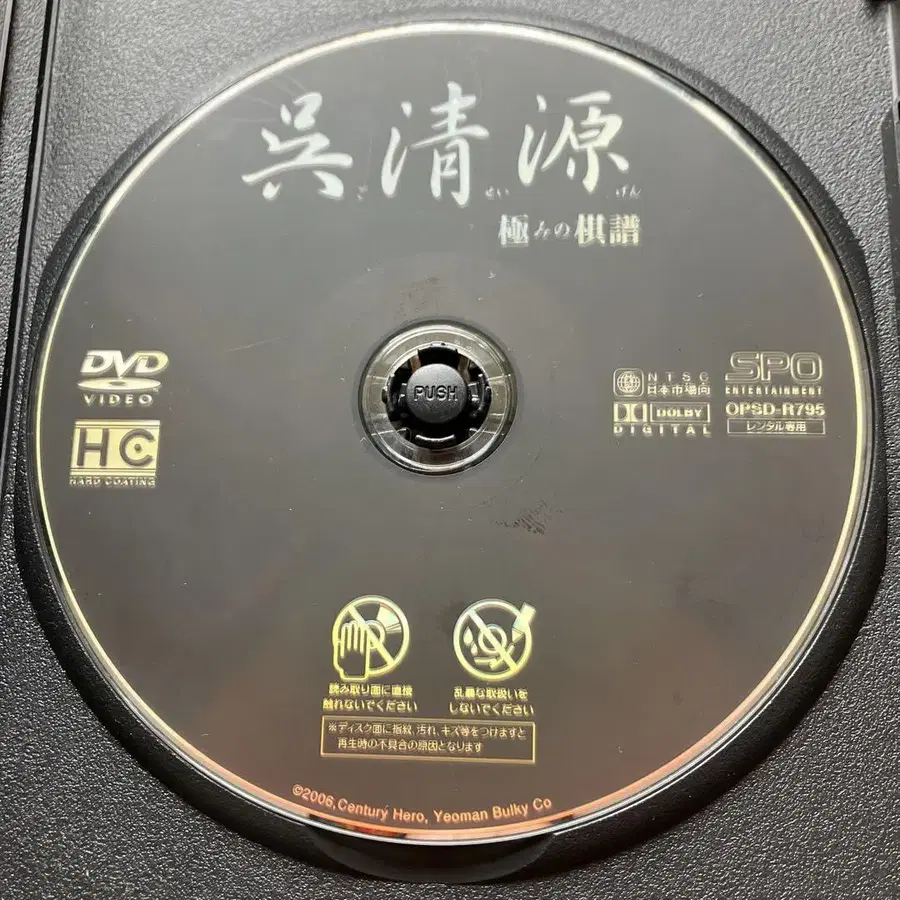 呉清源
ご せい げん
極みの棋譜
DVD
VIDEO
HC
HARD COATING
PUSH
NTSC
日本市場向
DOLBY
DIGITAL
SPO
ENTERTAINMENT
OPSD-R795
レンタル専用
読み取り面に直接
触れないでください
乱暴な取扱いを
しないでください
※ディスク面に指紋、汚れ、キズ等をつけますと
再生時の不具合の原因となります
©2006,Century Hero, Yeoman Bulky Co